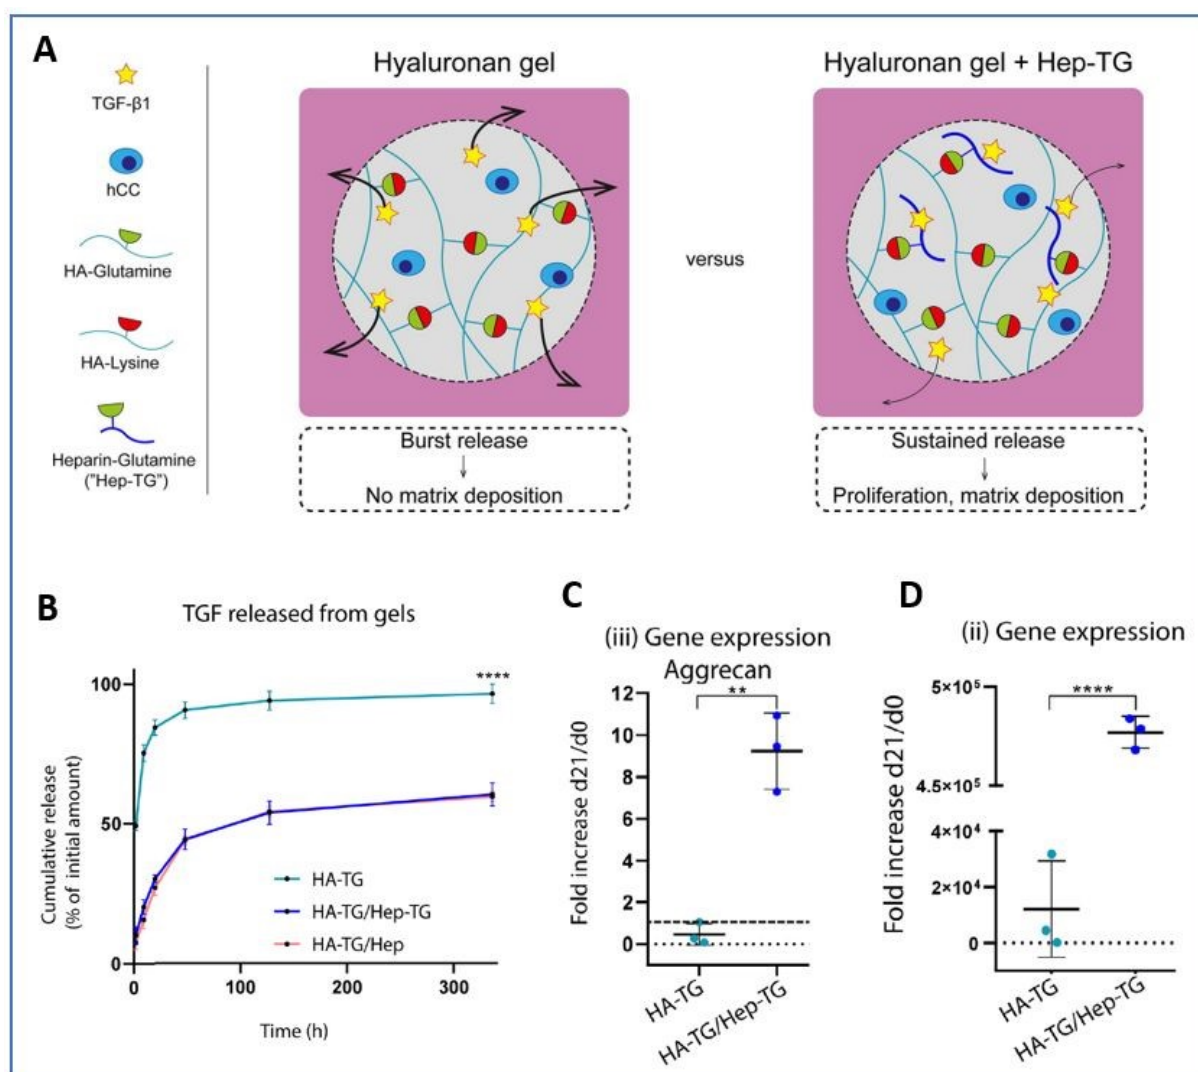 A
Hyaluronan gel
Hyaluronan gel + Hep-TG
TGF-β1
hCC
HA-Glutamine
HA-Lysine
Heparin-Glutamine
("Hep-TG")
versus
Burst release
No matrix deposition
Sustained release
Proliferation, matrix deposition
B
TGF released from gels
Cumulative release
(% of initial amount)
100
50
0
****
HA-TG
HA-TG/Hep-TG
HA-TG/Hep
0
100
200
300
Time (h)
C
(iii) Gene expression
Aggrecan
Fold increase d21/d0
12
10
8
6
4
2
0
**
HA-TG
HA-TG/Hep-TG
D
(ii) Gene expression
Fold increase d21/d0
5×10⁵
4.5×10⁵
4×10⁴
2×10⁴
0
****
HA-TG
HA-TG/Hep-TG